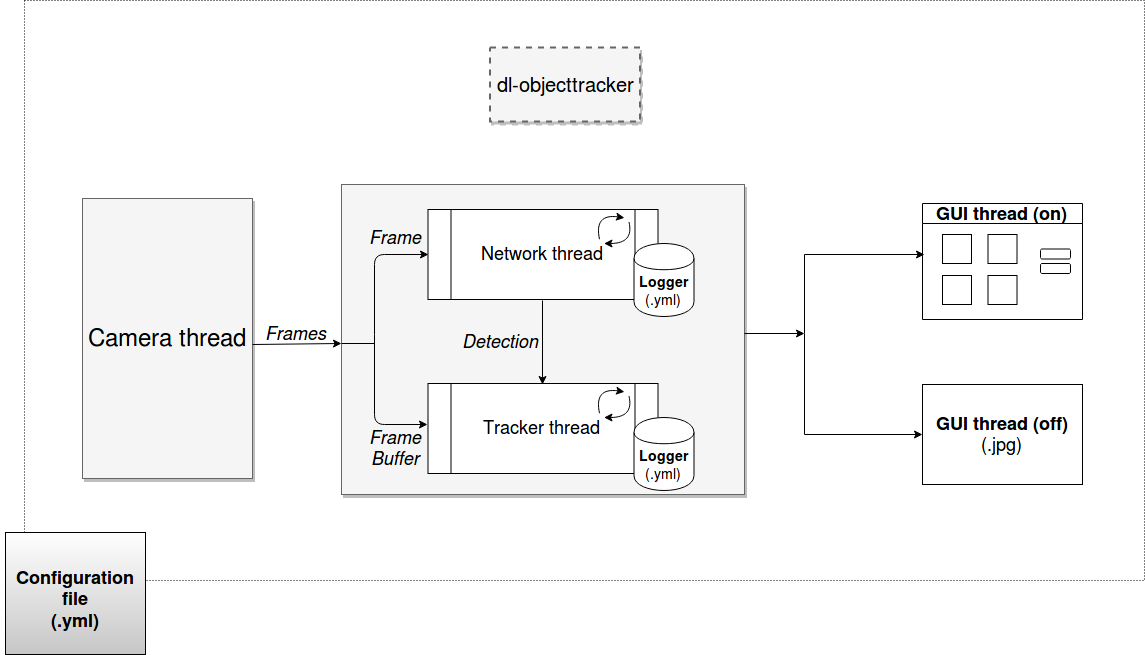 dl-objecttracker
Camera thread
Frames
Frame
Network thread
Logger
(.yml)
Detection
Frame
Buffer
Tracker thread
Logger
(.yml)
GUI thread (on)
GUI thread (off)
(.jpg)
Configuration
file
(.yml)